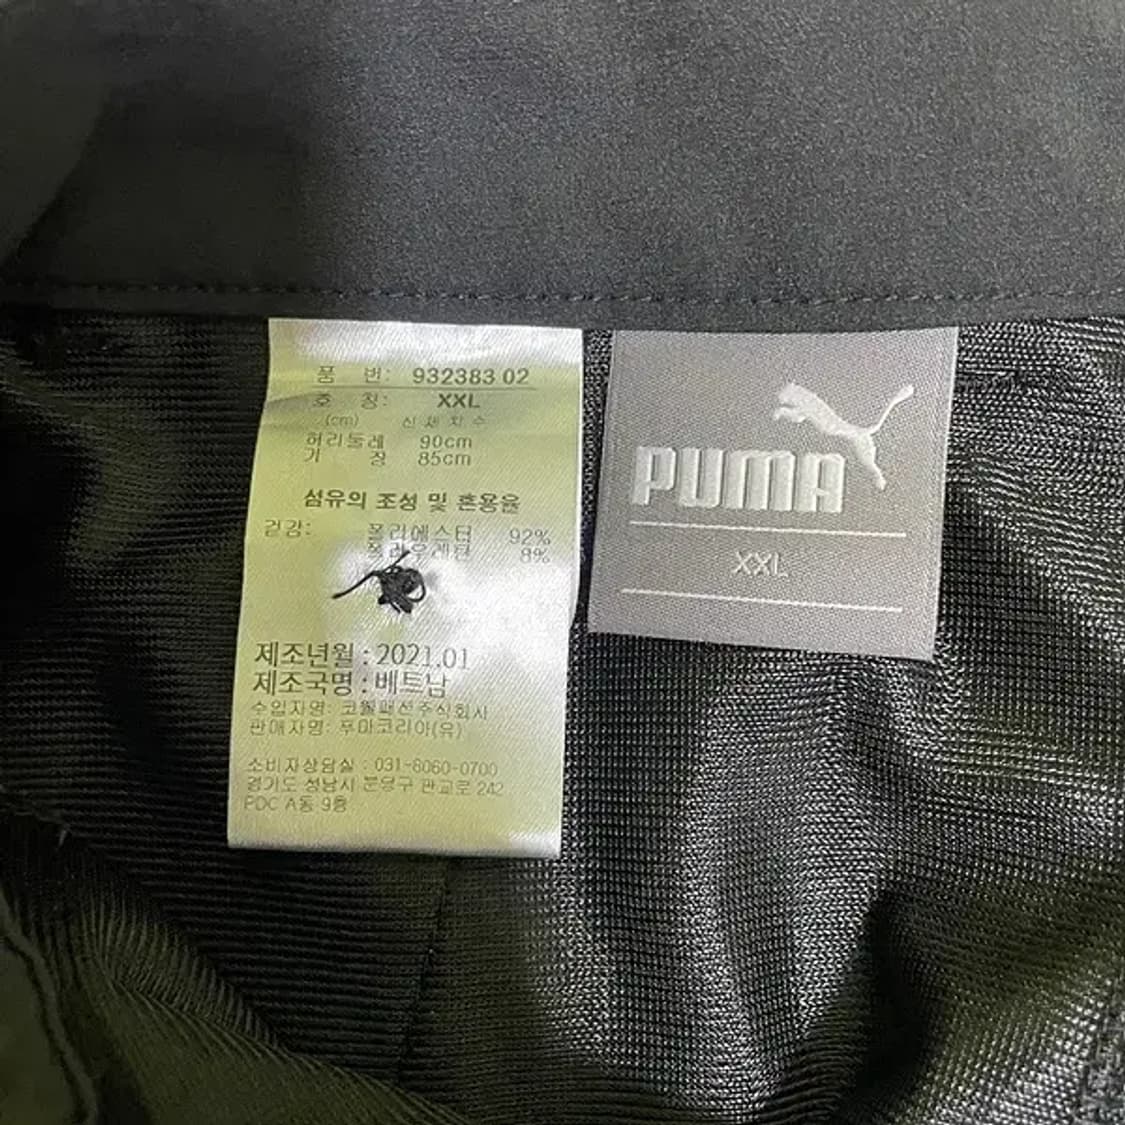 품 번: 932383 02
호 칭: XXL
(cm) 신체치수
허리둘레 90cm
기 장 85cm
섬유의 조성 및 혼용율
겉감: 폴리에스터 92%
폴리우레탄 8%
제조년월 : 2021.01
제조국명 : 베트남
수입자명: 코웰패션주식회사
판매자명: 푸마코리아(유)
소비자상담실 : 031-8060-0700
경기도 성남시 분당구 판교로 242
PDC A동 9층
PUMA
XXL